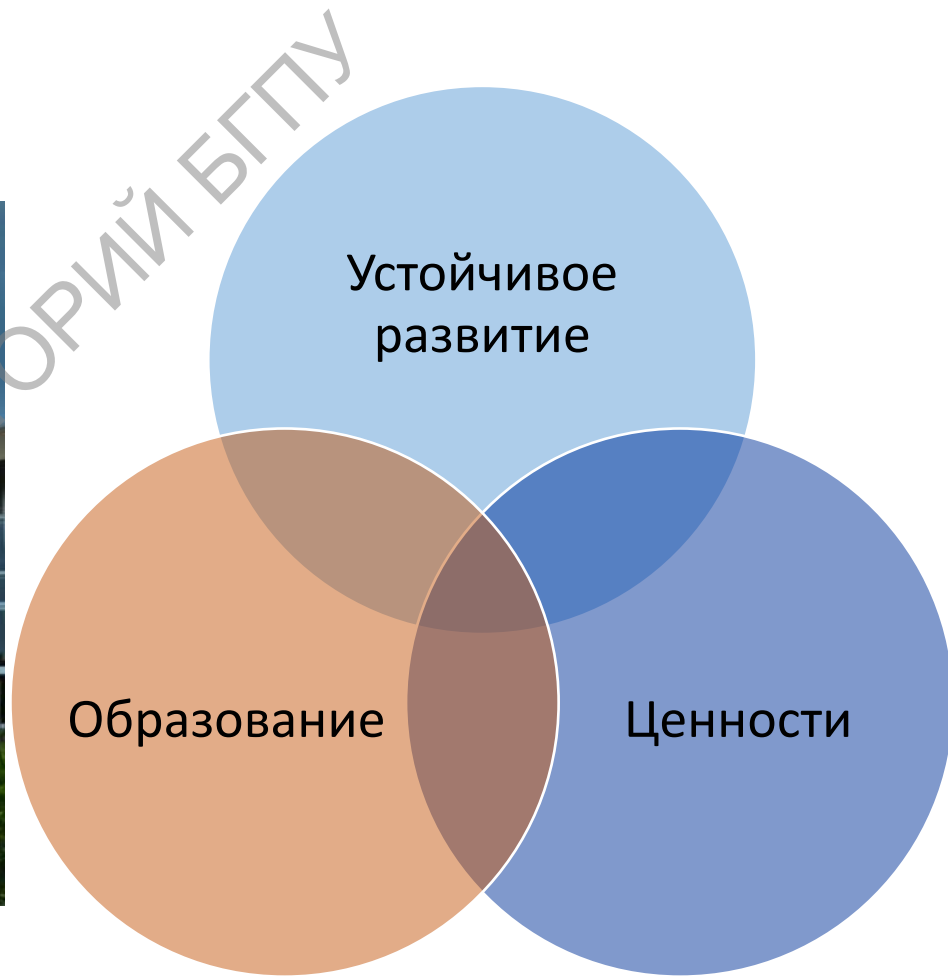 ОРИЙ БГПУ
Устойчивое
развитие
Образование
Ценности